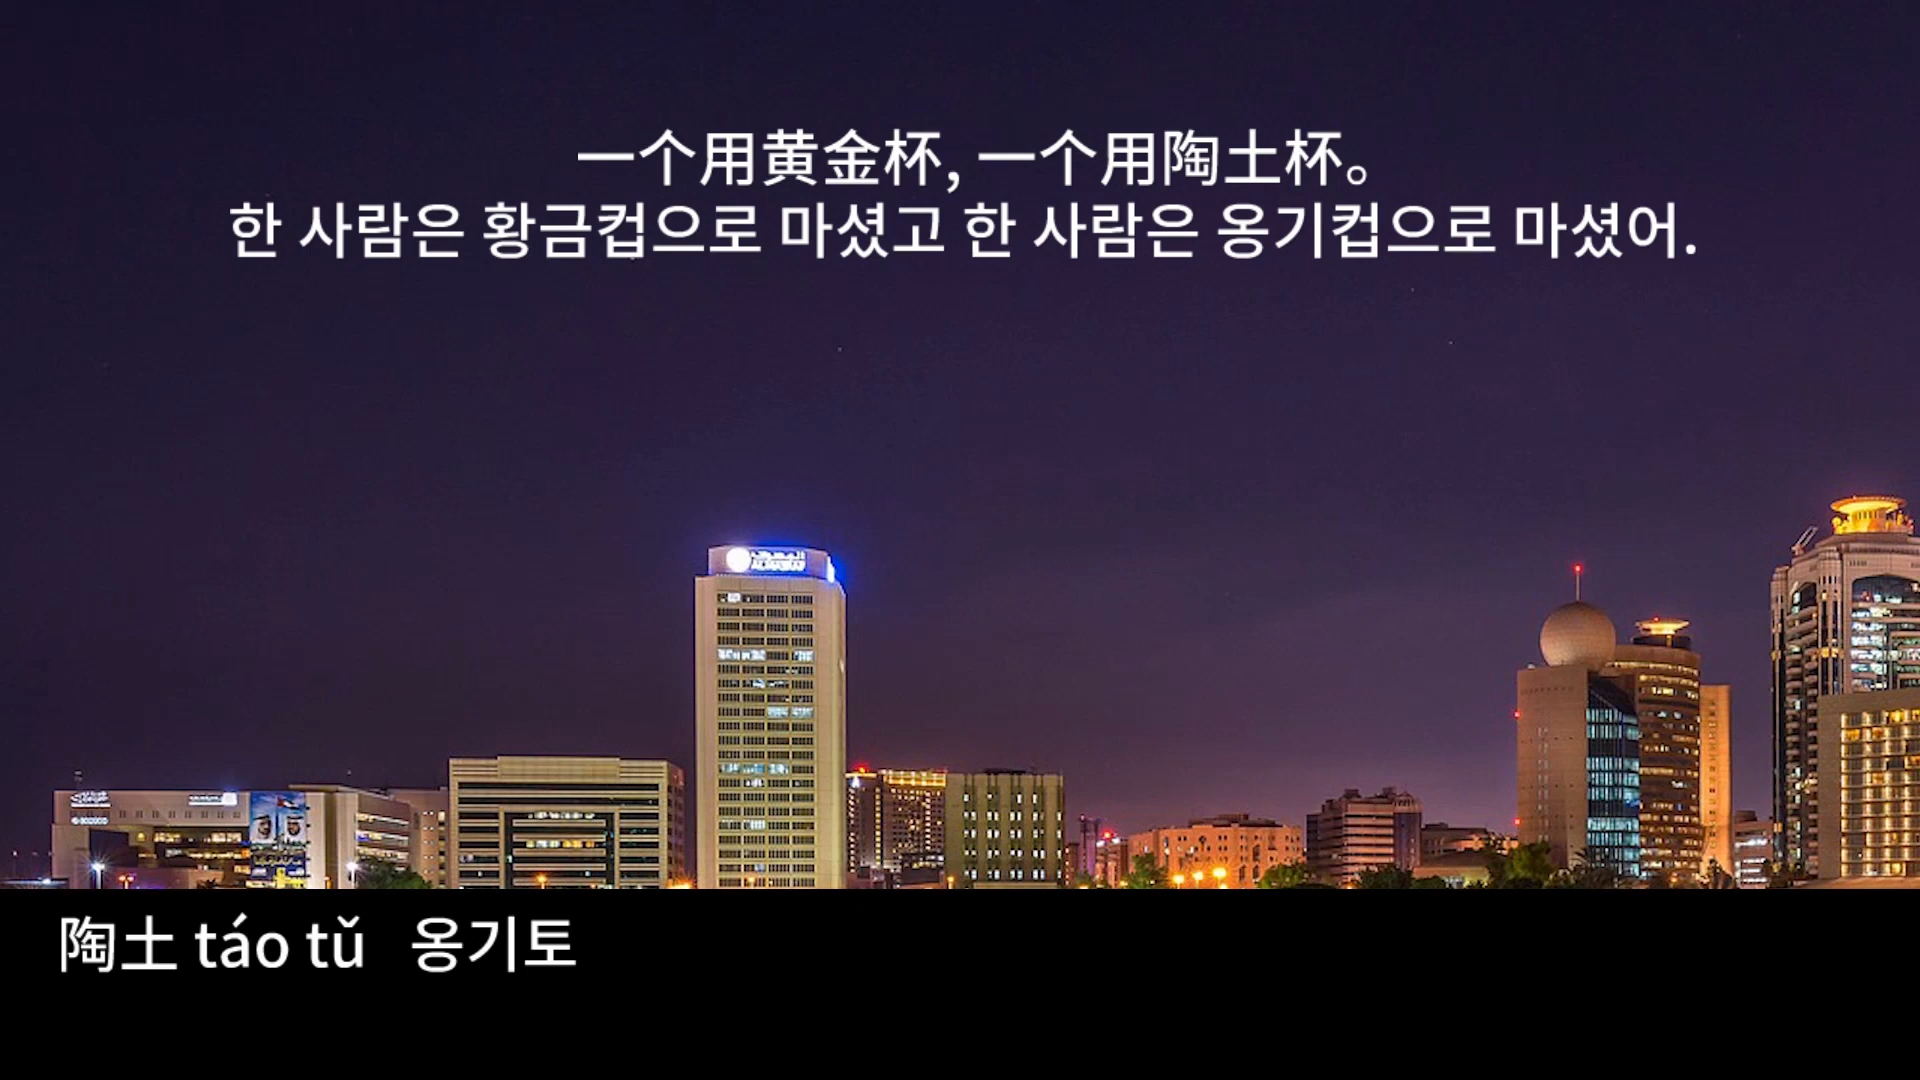 一个用黄金杯, 一个用陶土杯。
한 사람은 황금컵으로 마셨고 한 사람은 옹기컵으로 마셨어.
陶土 táo tǔ 옹기토